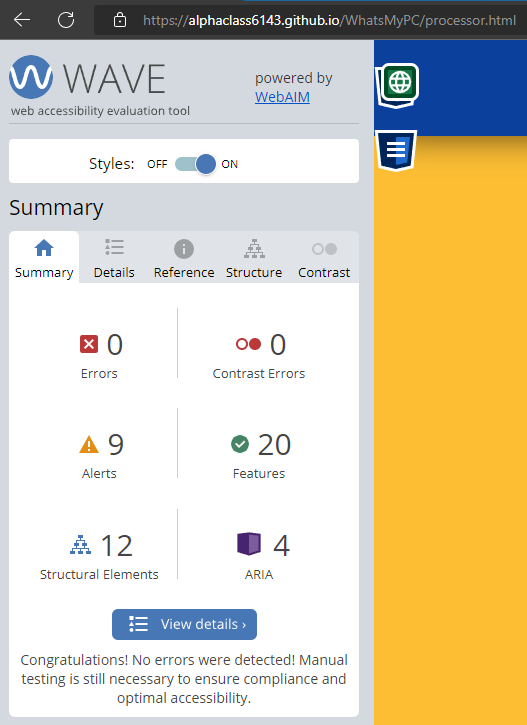 https://alphaclass6143.github.io/WhatsMyPC/processor.html
WAVE
web accessibility evaluation tool
powered by
WebAIM
Styles: OFF ON
Summary
Summary Details Reference Structure Contrast
0 0
Errors Contrast Errors
9 20
Alerts Features
12 4
Structural Elements ARIA
View details ›
Congratulations! No errors were detected! Manual
testing is still necessary to ensure compliance and
optimal accessibility.